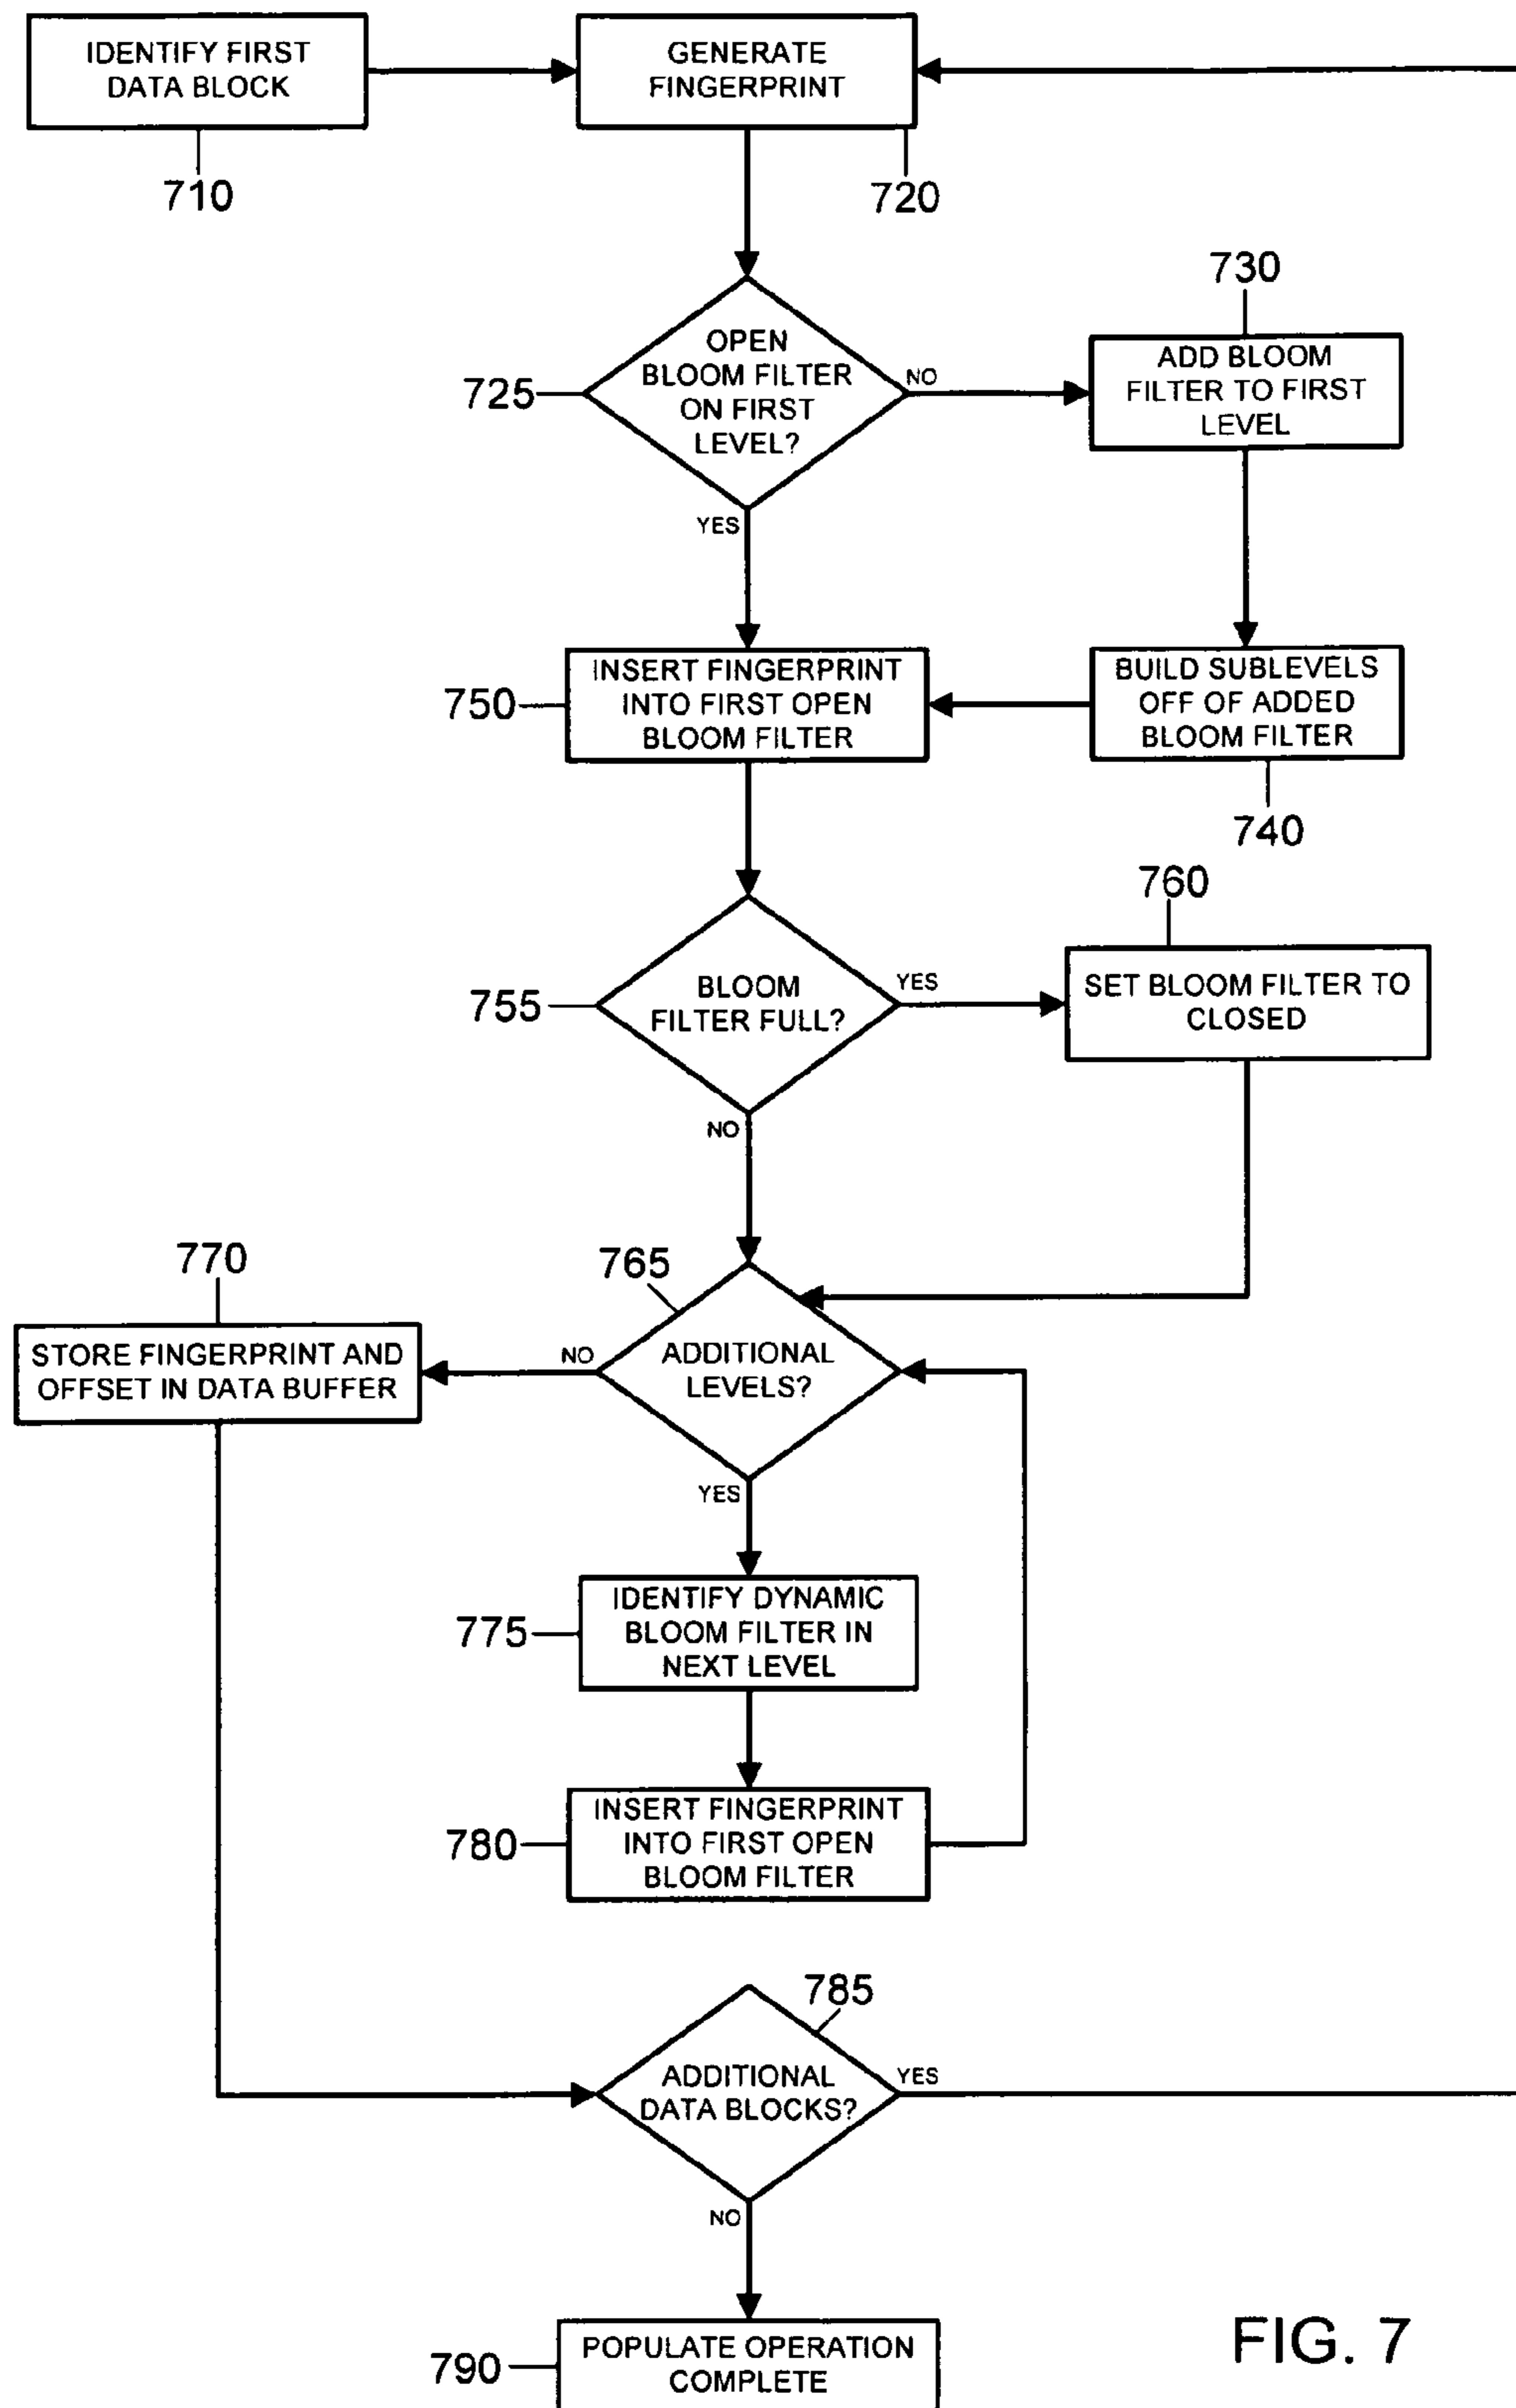 IDENTIFY FIRST
DATA BLOCK
710
GENERATE
FINGERPRINT
720
OPEN
BLOOM FILTER
ON FIRST
LEVEL?
725
NO
YES
730
ADD BLOOM
FILTER TO FIRST
LEVEL
BUILD SUBLEVELS
OFF OF ADDED
BLOOM FILTER
740
INSERT FINGERPRINT
INTO FIRST OPEN
BLOOM FILTER
750
BLOOM
FILTER FULL?
755
YES
NO
760
SET BLOOM FILTER TO
CLOSED
765
ADDITIONAL
LEVELS?
NO
YES
770
STORE FINGERPRINT AND
OFFSET IN DATA BUFFER
IDENTIFY DYNAMIC
BLOOM FILTER IN
NEXT LEVEL
775
INSERT FINGERPRINT
INTO FIRST OPEN
BLOOM FILTER
780
785
ADDITIONAL
DATA BLOCKS?
YES
NO
POPULATE OPERATION
COMPLETE
790
FIG. 7